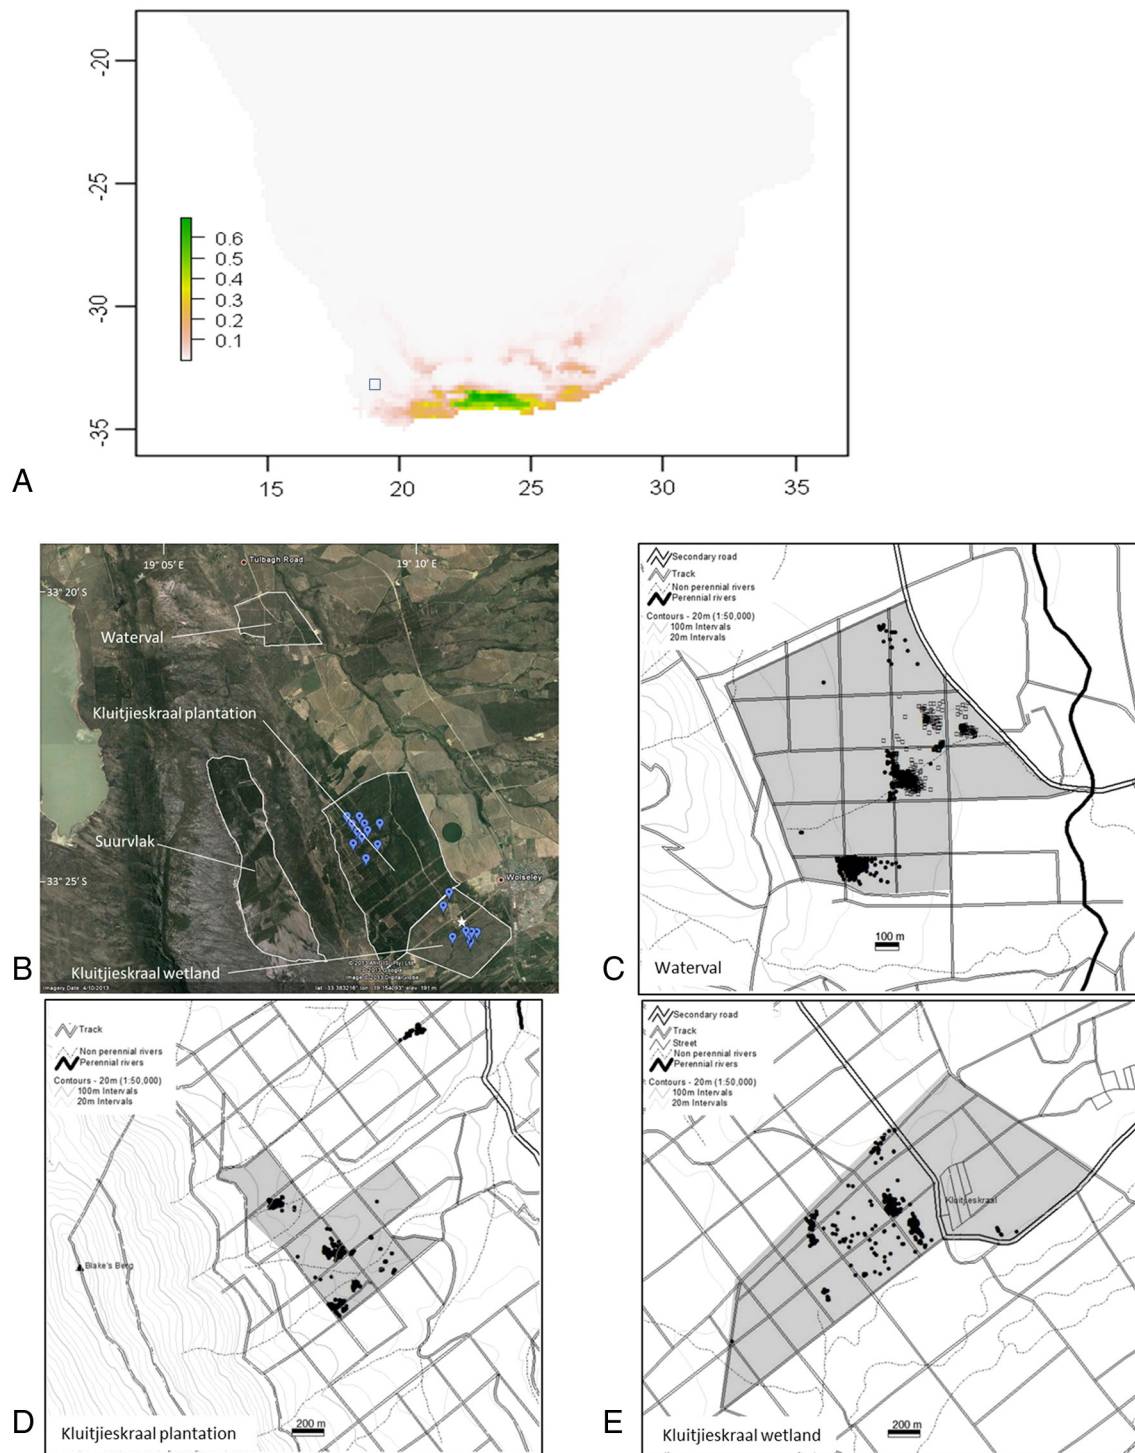 -20
-25
-30
-35
0.6
0.5
0.4
0.3
0.2
0.1
15
20
25
30
35
A
19° 05' E
Tulbagh Road
19° 10' E
33° 20' S
Waterval
Kluitjieskraal plantation
Suurvlak
33° 25' S
Wolseley
Kluitjieskraal wetland
Imagery Date: 4/10/2013
B
Secondary road
Track
Non perennial rivers
Perennial rivers
Contours - 20m (1:50,000)
100m Intervals
20m Intervals
100 m
Waterval
C
Track
Non perennial rivers
Perennial rivers
Contours - 20m (1:50,000)
100m Intervals
20m Intervals
Blake's Berg
200 m
Kluitjieskraal plantation
D
Secondary road
Track
Street
Non perennial rivers
Perennial rivers
Contours - 20m (1:50,000)
100m Intervals
20m Intervals
Kluitjieskraal
200 m
Kluitjieskraal wetland
E